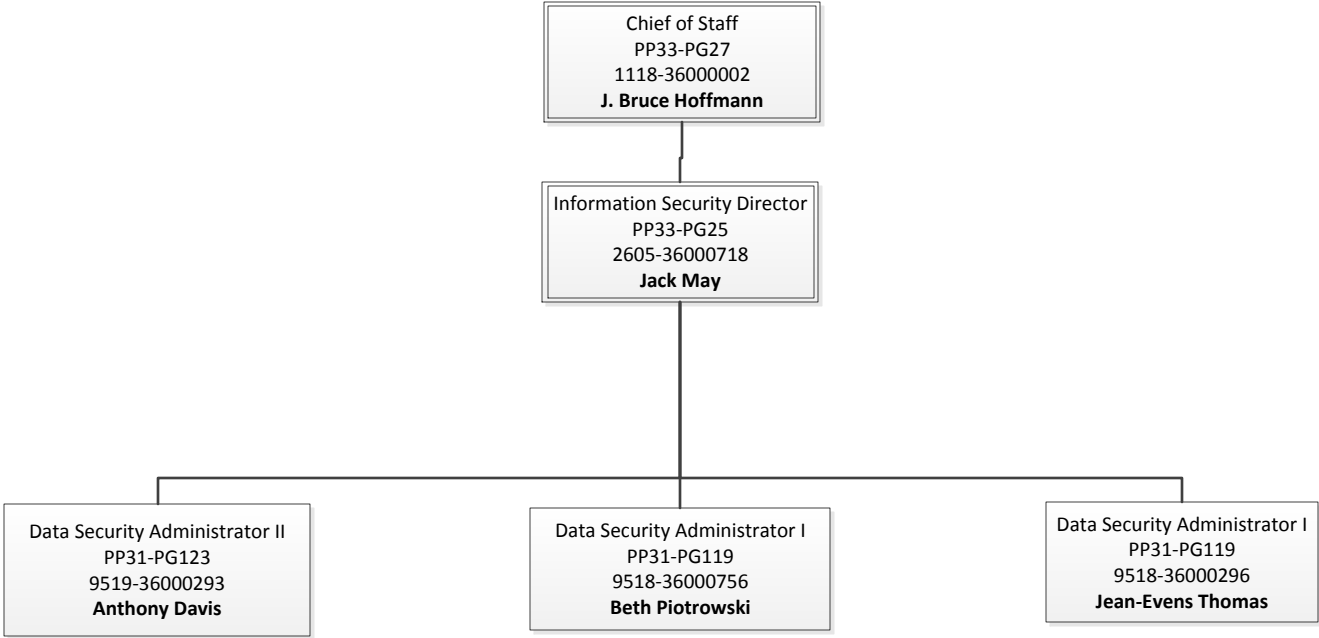 Chief of Staff
PP33-PG27
1118-36000002
J. Bruce Hoffmann
Information Security Director
PP33-PG25
2605-36000718
Jack May
Data Security Administrator II
PP31-PG123
9519-36000293
Anthony Davis
Data Security Administrator I
PP31-PG119
9518-36000756
Beth Piotrowski
Data Security Administrator I
PP31-PG119
9518-36000296
Jean-Evens Thomas